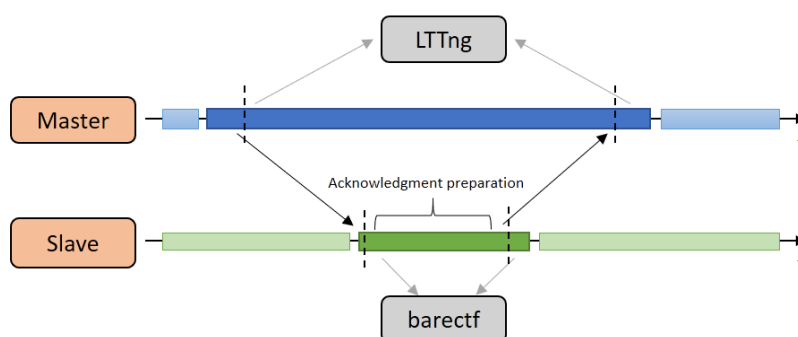 LTTng
Master
Acknowledgment preparation
Slave
barectf